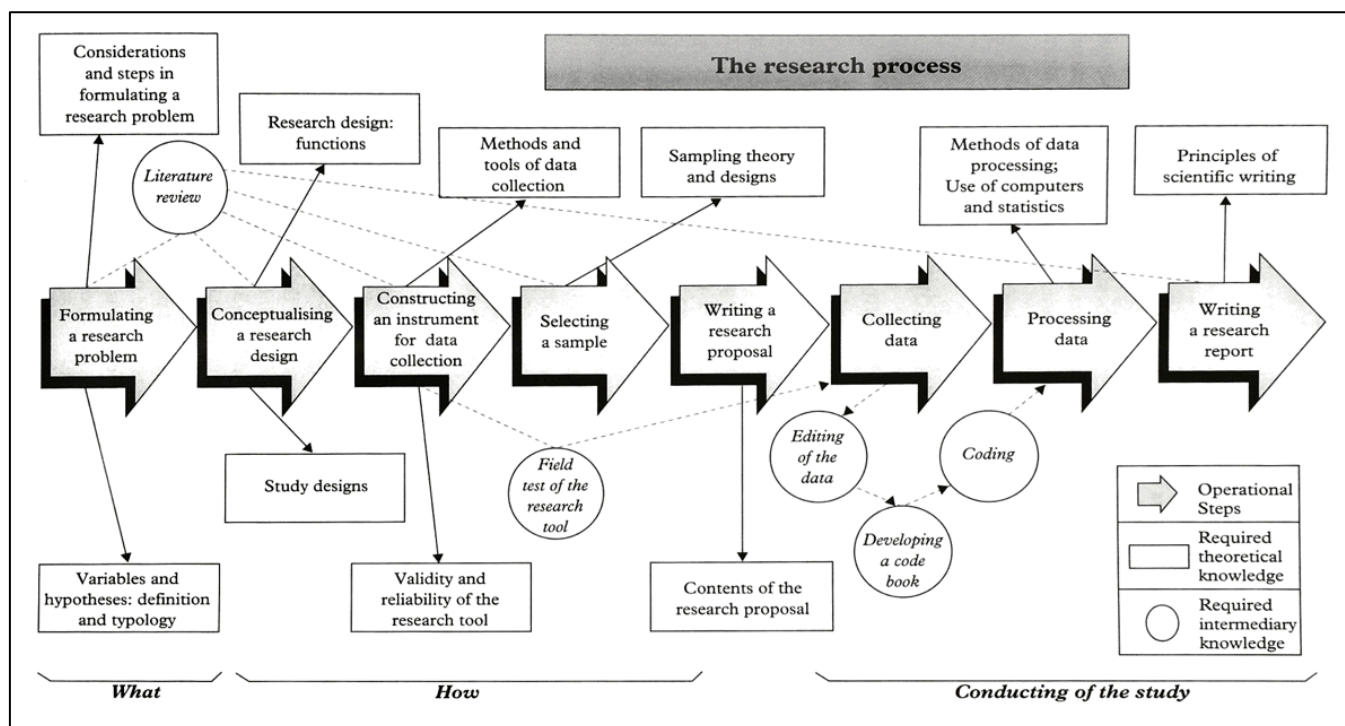 The research process
Considerations
and steps in
formulating a
research problem
Research design:
functions
Methods and
tools of data
collection
Sampling theory
and designs
Methods of data
processing;
Use of computers
and statistics
Principles of
scientific writing
Literature
review
Formulating
a research
problem
Conceptualising
a research
design
Constructing
an instrument
for data
collection
Selecting
a sample
Writing a
research
proposal
Collecting
data
Processing
data
Writing
a research
report
Study designs
Field
test of the
research
tool
Editing
of the
data
Coding
Developing
a code
book
Variables and
hypotheses: definition
and typology
Validity and
reliability of the
research tool
Contents of the
research proposal
Operational
Steps
Required
theoretical
knowledge
Required
intermediary
knowledge
What
How
Conducting of the study